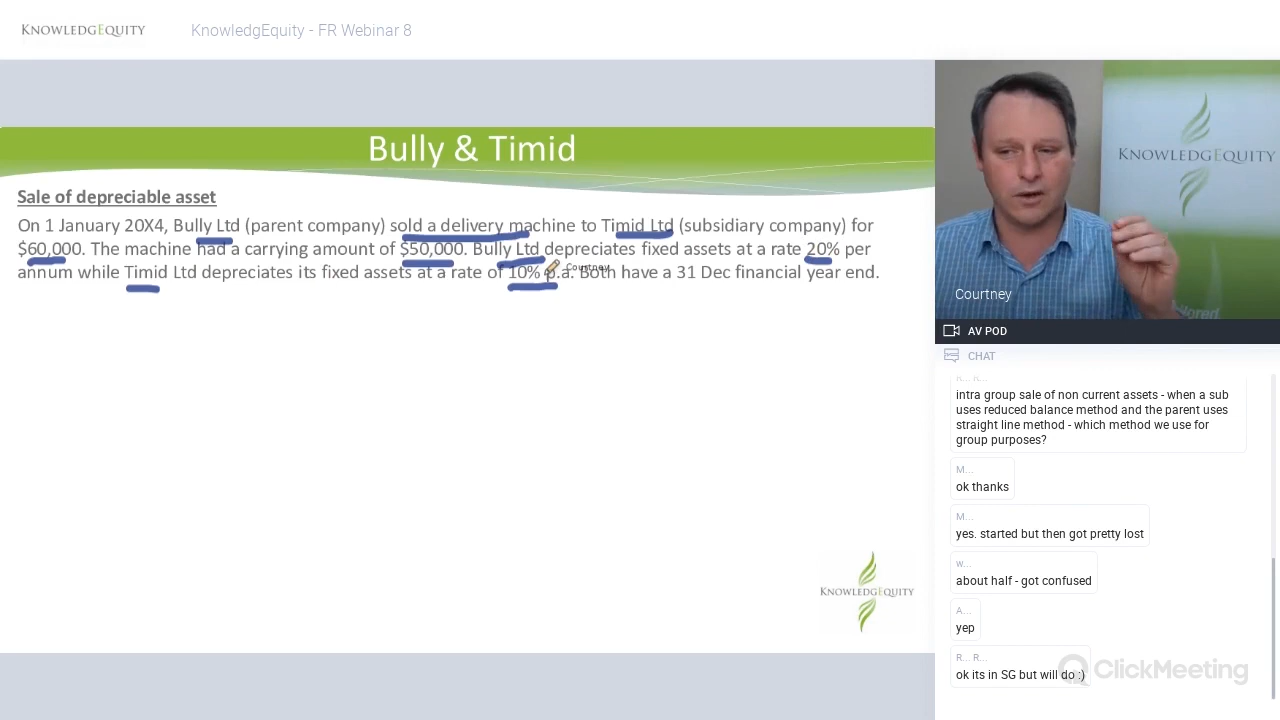 KNOWLEDGEQUITY
KnowledgEquity - FR Webinar 8
Bully & Timid
Sale of depreciable asset
On 1 January 20X4, Bully Ltd (parent company) sold a delivery machine to Timid Ltd (subsidiary company) for
$60,000. The machine had a carrying amount of $50,000. Bully Ltd depreciates fixed assets at a rate 20% per
annum while Timid Ltd depreciates its fixed assets at a rate of 10% p.a. Both have a 31 Dec financial year end.
Courtney
KNOWLEDGEQUITY
KNOWLEDGEQUITY
Courtney
AV POD
CHAT
R... R...
intra group sale of non current assets - when a sub
uses reduced balance method and the parent uses
straight line method - which method we use for
group purposes?
M...
ok thanks
M...
yes. started but then got pretty lost
w...
about half - got confused
A...
yep
R... R...
ok its in SG but will do :)
ClickMeeting